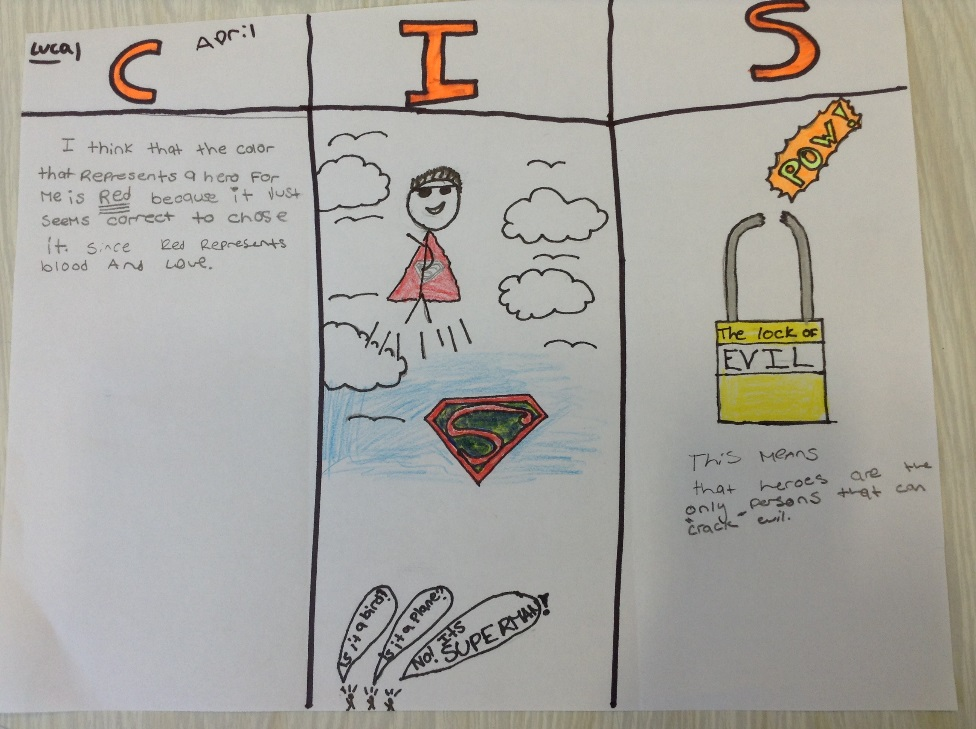 Lucal
April
C
I
S
I think that the color
that Represents a hero For
Me is Red because it Just
seems correct to chose
it. since Red Represents
blood And Love.
S
S
Is it a bird?
Is it a plane?
No! It's
SUPERMAN!
POW!
The lock of
EVIL
This Means
that heroes are the
only persons that can
"crack" evil.